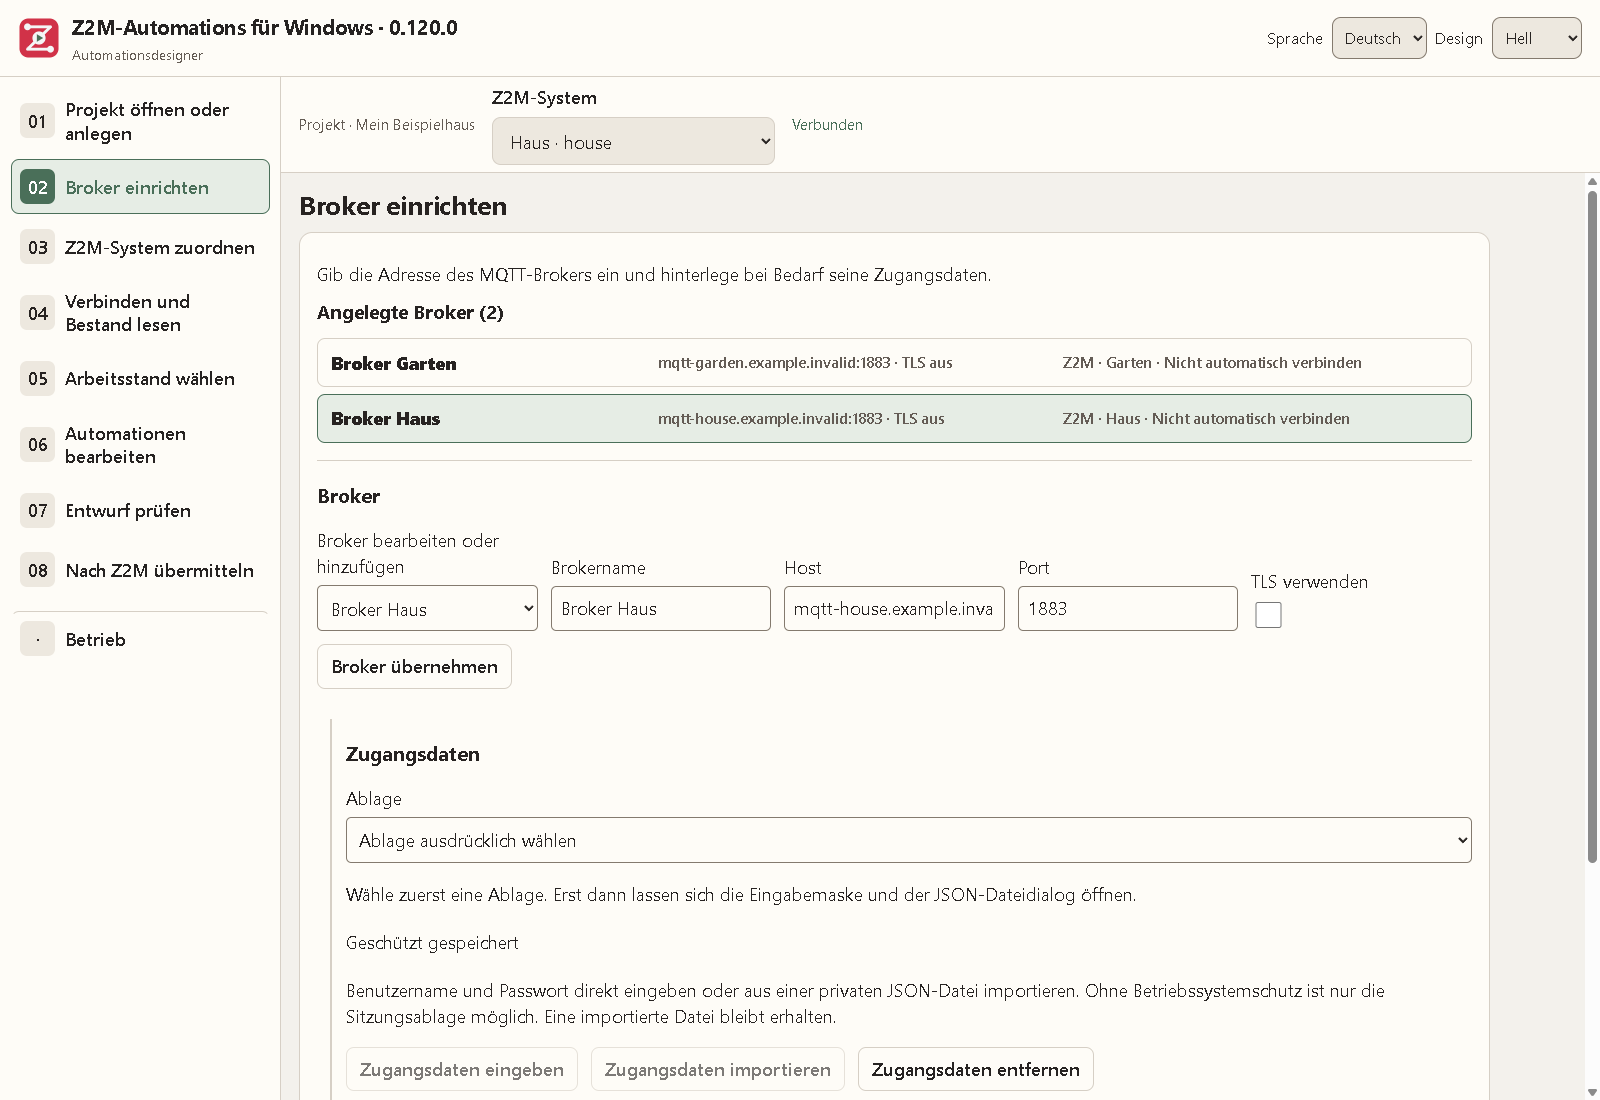 Z2M-Automations für Windows · 0.120.0
Automationsdesigner
Sprache
Deutsch
Design
Hell
01
Projekt öffnen oder
anlegen
02
Broker einrichten
03
Z2M-System zuordnen
04
Verbinden und
Bestand lesen
05
Arbeitsstand wählen
06
Automationen
bearbeiten
07
Entwurf prüfen
08
Nach Z2M übermitteln
·
Betrieb
Projekt · Mein Beispielhaus
Z2M-System
Haus · house
Verbunden
Broker einrichten
Gib die Adresse des MQTT-Brokers ein und hinterlege bei Bedarf seine Zugangsdaten.
Angelegte Broker (2)
Broker Garten
mqtt-garden.example.invalid:1883 · TLS aus
Z2M · Garten · Nicht automatisch verbinden
Broker Haus
mqtt-house.example.invalid:1883 · TLS aus
Z2M · Haus · Nicht automatisch verbinden
Broker
Broker bearbeiten oder
hinzufügen
Broker Haus
Brokername
Broker Haus
Host
mqtt-house.example.inva
Port
1883
TLS verwenden
Broker übernehmen
Zugangsdaten
Ablage
Ablage ausdrücklich wählen
Wähle zuerst eine Ablage. Erst dann lassen sich die Eingabemaske und der JSON-Dateidialog öffnen.
Geschützt gespeichert
Benutzername und Passwort direkt eingeben oder aus einer privaten JSON-Datei importieren. Ohne Betriebssystemschutz ist nur die
Sitzungsablage möglich. Eine importierte Datei bleibt erhalten.
Zugangsdaten eingeben
Zugangsdaten importieren
Zugangsdaten entfernen